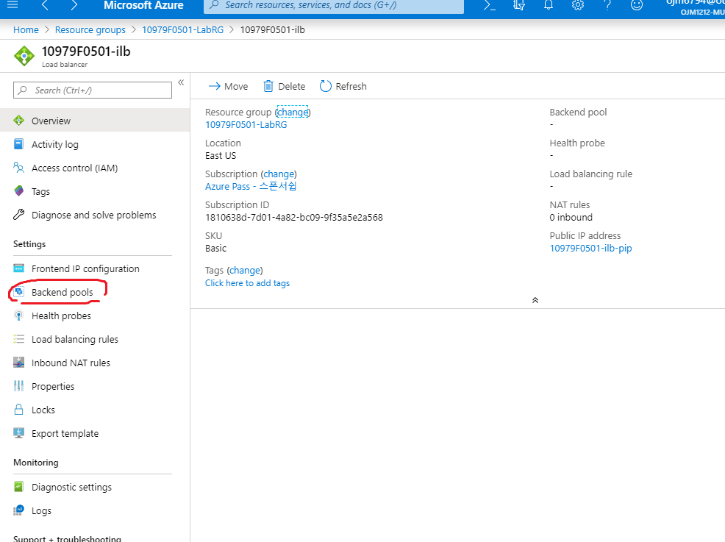 Microsoft Azure
Search resources, services, and docs (G+/)
OJM1212-MU
Home > Resource groups > 10979F0501-LabRG > 10979F0501-ilb
10979F0501-ilb
Load balancer
Search (Ctrl+/)
Move
Delete
Refresh
Overview
Activity log
Access control (IAM)
Tags
Diagnose and solve problems
Settings
Frontend IP configuration
Backend pools
Health probes
Load balancing rules
Inbound NAT rules
Properties
Locks
Export template
Monitoring
Diagnostic settings
Logs
Support + troubleshooting
Resource group (change)
10979F0501-LabRG
Location
East US
Subscription (change)
Azure Pass - 스폰서쉽
Subscription ID
1810638d-7d01-4a82-bc09-9f35a5e2a568
SKU
Basic
Tags (change)
Click here to add tags
Backend pool
-
Health probe
-
Load balancing rule
-
NAT rules
0 inbound
Public IP address
10979F0501-ilb-pip